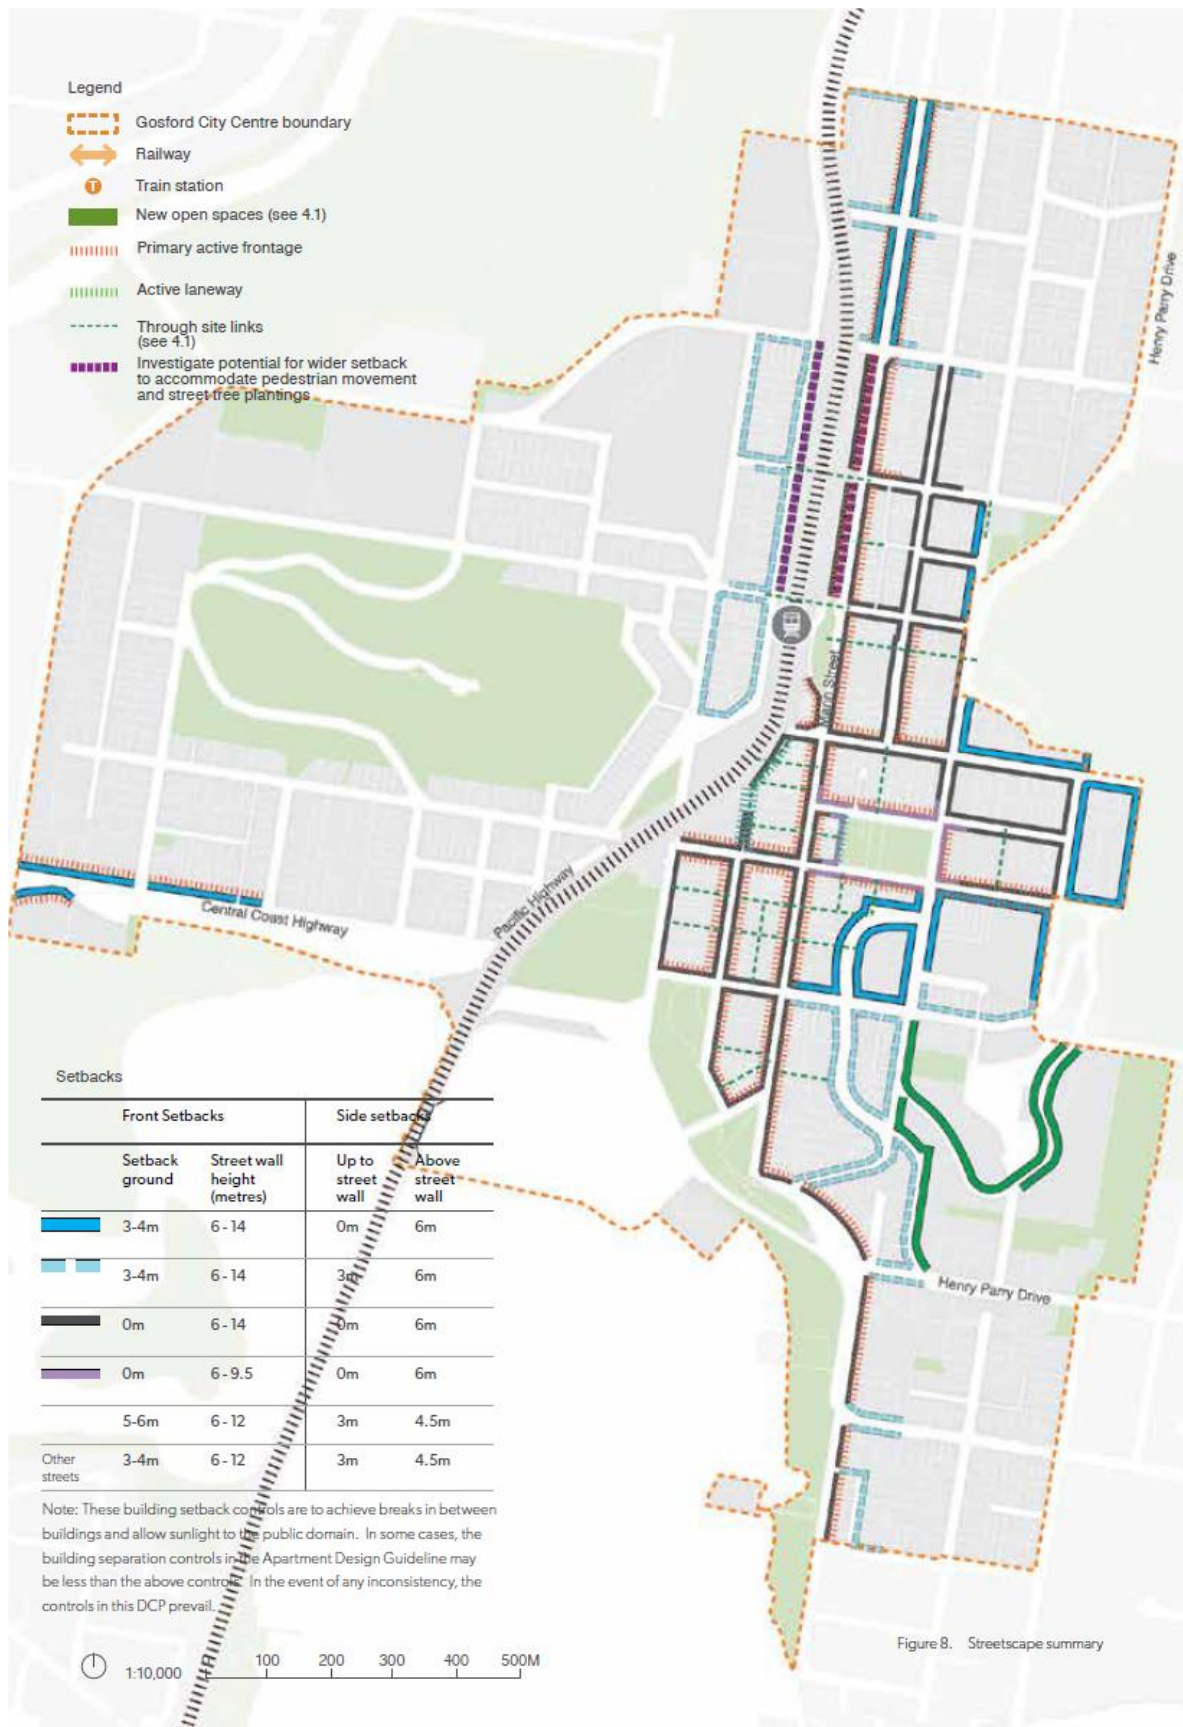 Legend
Gosford City Centre boundary
Railway
T
Train station
New open spaces (see 4.1)
Primary active frontage
Active laneway
Through site links
(see 4.1)
Investigate potential for wider setback
to accommodate pedestrian movement
and street tree plantings
Henry Parry Drive
Mann Street
Pacific Highway
Central Coast Highway
Henry Parry Drive
Setbacks
Front Setbacks Side setbacks
Setback Street wall Up to Above
ground height street street
(metres) wall wall
3-4m 6-14 0m 6m
3-4m 6-14 3m 6m
0m 6-14 0m 6m
0m 6-9.5 0m 6m
5-6m 6-12 3m 4.5m
Other 3-4m 6-12 3m 4.5m
streets
Note: These building setback controls are to achieve breaks in between
buildings and allow sunlight to the public domain. In some cases, the
building separation controls in the Apartment Design Guideline may
be less than the above controls. In the event of any inconsistency, the
controls in this DCP prevail.
1:10,000 0 100 200 300 400 500M
Figure 8. Streetscape summary